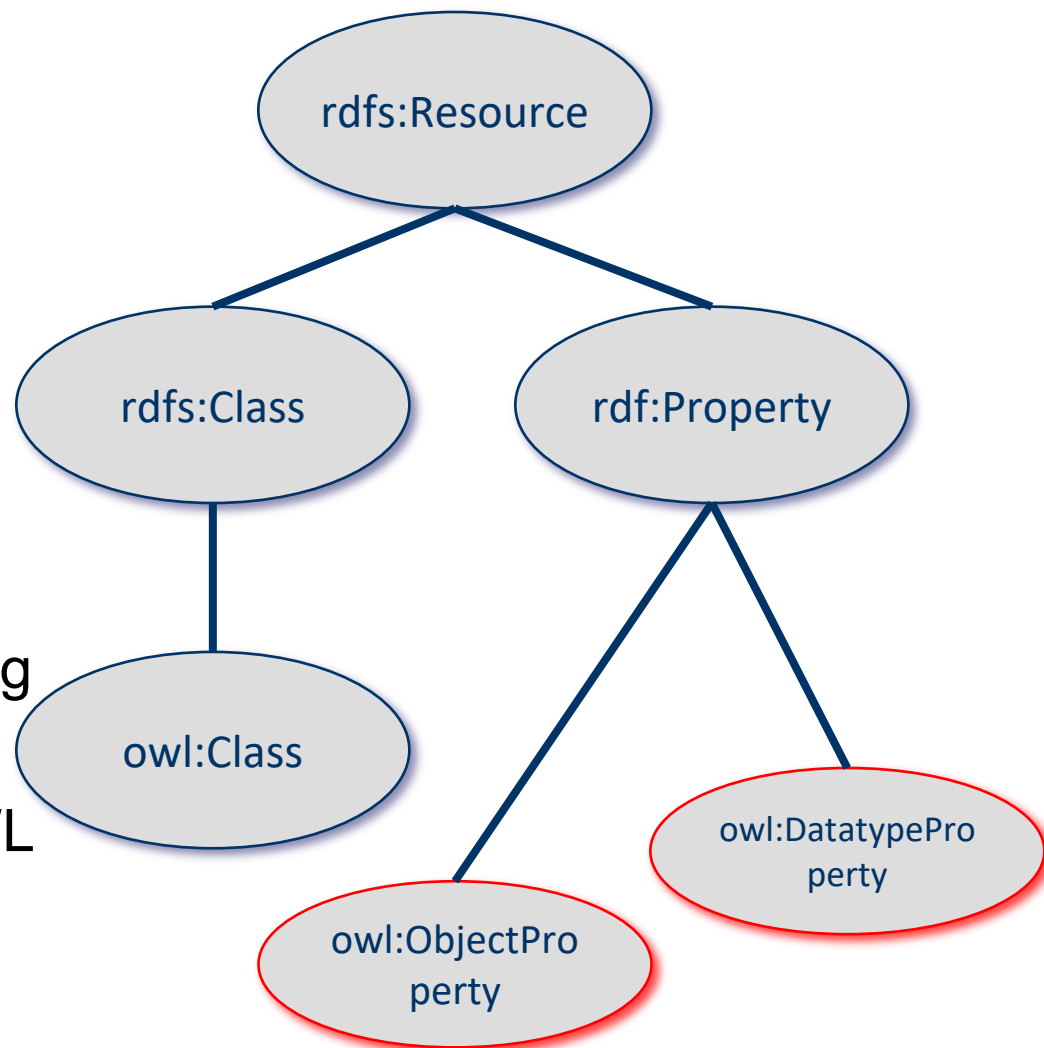 rdfs:Resource
rdfs:Class
rdf:Property
owl:Class
owl:DatatypePro
perty
owl:ObjectPro
perty